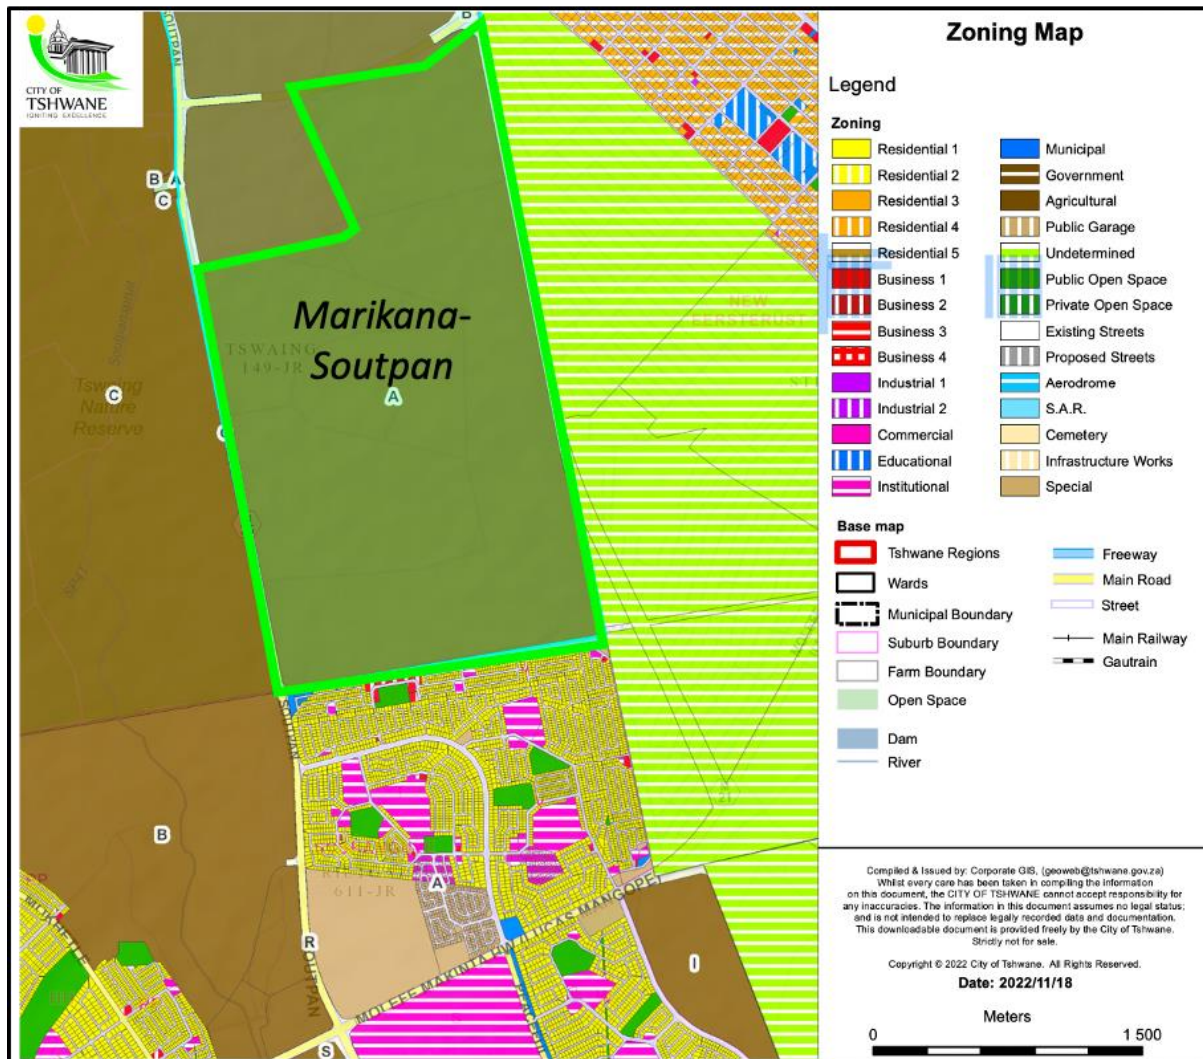 CITY OF
TSHWANE
IGNITING EXCELLENCE
SOUTPAN
B
B
A
C
C
Marikana-
Soutpan
TSWAING
149-JR
A
Tswaing
Nature
Reserve
Soutpanspruit
NEW
EERSTERUST
SOUTPAN
B
A
611-JR
R
SOUTPAN
MOLEFE MAKINTA HW
LUCAS MANGOPE
I
S
Zoning Map
Legend
Zoning
Residential 1
Residential 2
Residential 3
Residential 4
Residential 5
Business 1
Business 2
Business 3
Business 4
Industrial 1
Industrial 2
Commercial
Educational
Institutional
Municipal
Government
Agricultural
Public Garage
Undetermined
Public Open Space
Private Open Space
Existing Streets
Proposed Streets
Aerodrome
S.A.R.
Cemetery
Infrastructure Works
Special
Base map
Tshwane Regions
Wards
Municipal Boundary
Suburb Boundary
Farm Boundary
Open Space
Dam
River
Freeway
Main Road
Street
Main Railway
Gautrain
Compiled & Issued by: Corporate GIS, (geoweb@tshwane.gov.za)
Whilst every care has been taken in compiling the information
on this document, the CITY OF TSHWANE cannot accept responsibility for
any inaccuracies. The information in this document assumes no legal status;
and is not intended to replace legally recorded data and documentation.
This downloadable document is provided freely by the City of Tshwane.
Strictly not for sale.
Copyright © 2022 City of Tshwane. All Rights Reserved.
Date: 2022/11/18
Meters
0
1 500